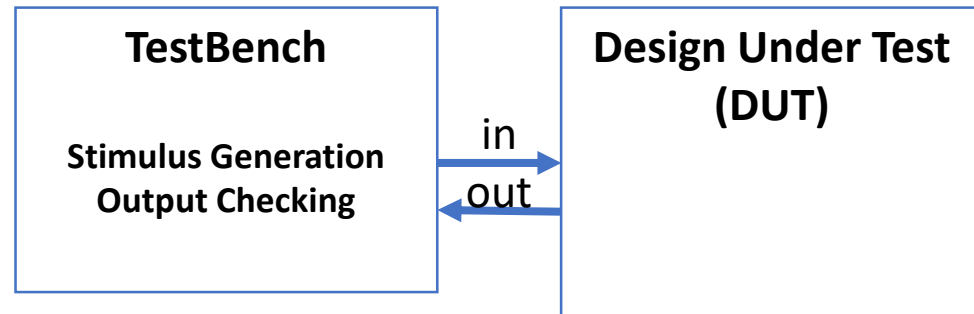 TestBench
Stimulus Generation
Output Checking
in
out
Design Under Test
(DUT)